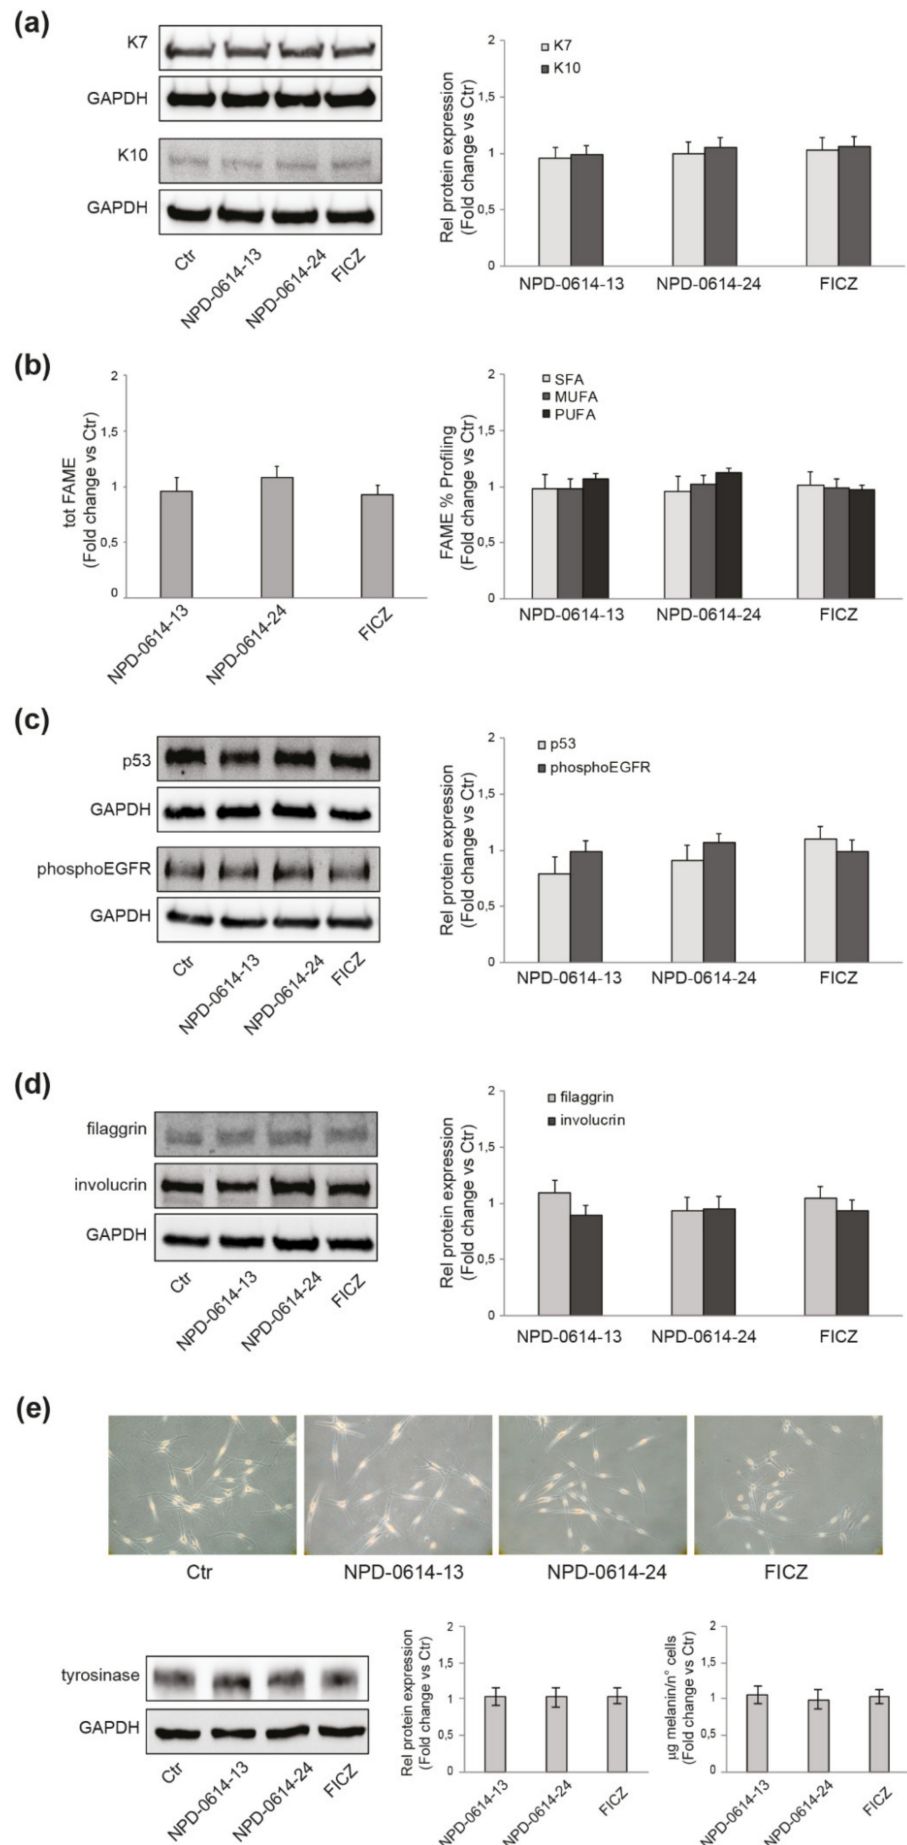 (a)
K7
GAPDH
K10
GAPDH
Ctr
NPD-0614-13
NPD-0614-24
FICZ
Rel protein expression
(Fold change vs Ctr)
2
1,5
1
0,5
0
K7
K10
NPD-0614-13
NPD-0614-24
FICZ
(b)
tot FAME
(Fold change vs Ctr)
2
1,5
1
0,5
0
NPD-0614-13
NPD-0614-24
FICZ
FAME % Profiling
(Fold change vs Ctr)
2
1,5
1
0,5
0
SFA
MUFA
PUFA
NPD-0614-13
NPD-0614-24
FICZ
(c)
p53
GAPDH
phosphoEGFR
GAPDH
Ctr
NPD-0614-13
NPD-0614-24
FICZ
Rel protein expression
(Fold change vs Ctr)
2
1,5
1
0,5
0
p53
phosphoEGFR
NPD-0614-13
NPD-0614-24
FICZ
(d)
filaggrin
involucrin
GAPDH
Ctr
NPD-0614-13
NPD-0614-24
FICZ
Rel protein expression
(Fold change vs Ctr)
2
1,5
1
0,5
0
filaggrin
involucrin
NPD-0614-13
NPD-0614-24
FICZ
(e)
Ctr
NPD-0614-13
NPD-0614-24
FICZ
tyrosinase
GAPDH
Ctr
NPD-0614-13
NPD-0614-24
FICZ
Rel protein expression
(Fold change vs Ctr)
2
1,5
1
0,5
0
NPD-0614-13
NPD-0614-24
FICZ
µg melanin/n° cells
(Fold change vs Ctr)
2
1,5
1
0,5
0
NPD-0614-13
NPD-0614-24
FICZ